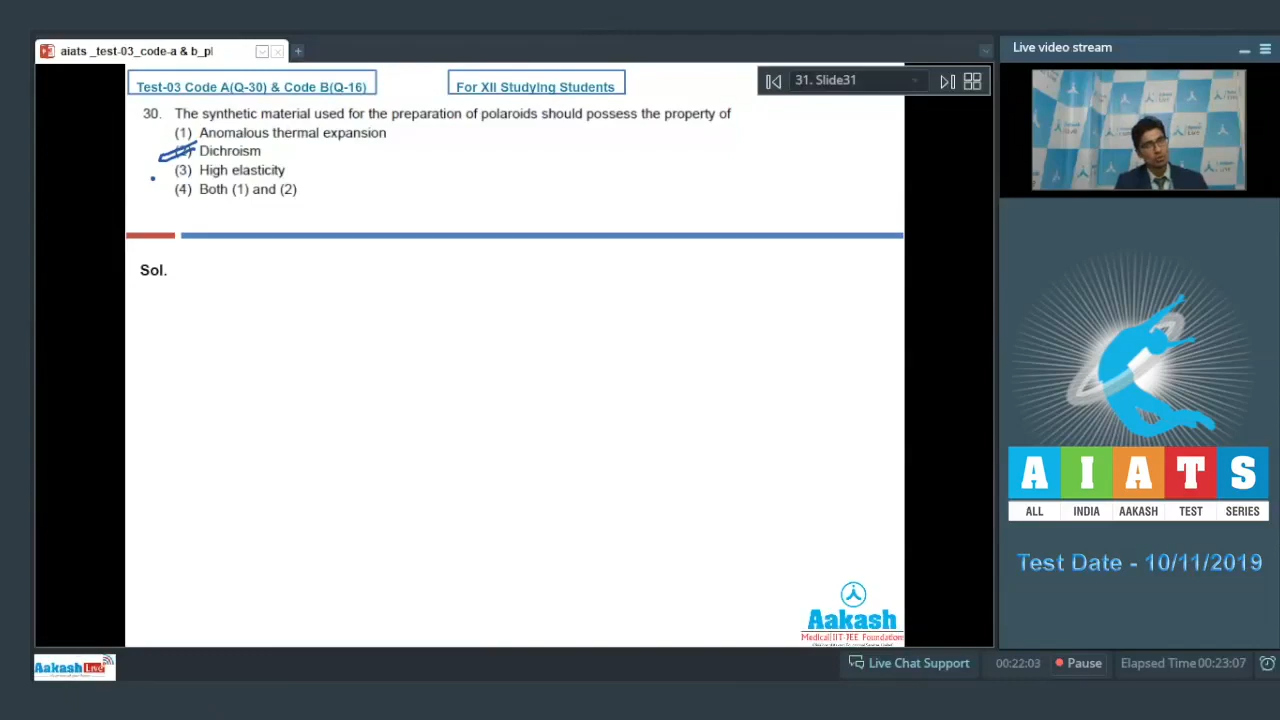 aiats _test-03_code-a & b_p
Live video stream
31. Slide31
Test-03 Code A(Q-30) & Code B(Q-16)
For XII Studying Students
30. The synthetic material used for the preparation of polaroids should possess the property of
(1) Anomalous thermal expansion
(2) Dichroism
(3) High elasticity
(4) Both (1) and (2)
Sol.
A I A T S
ALL INDIA AAKASH TEST SERIES
Test Date - 10/11/2019
Aakash
Medical|IIT-JEE|Foundations
Aakash Live
Live Chat Support
00:22:03
Pause
Elapsed Time 00:23:07